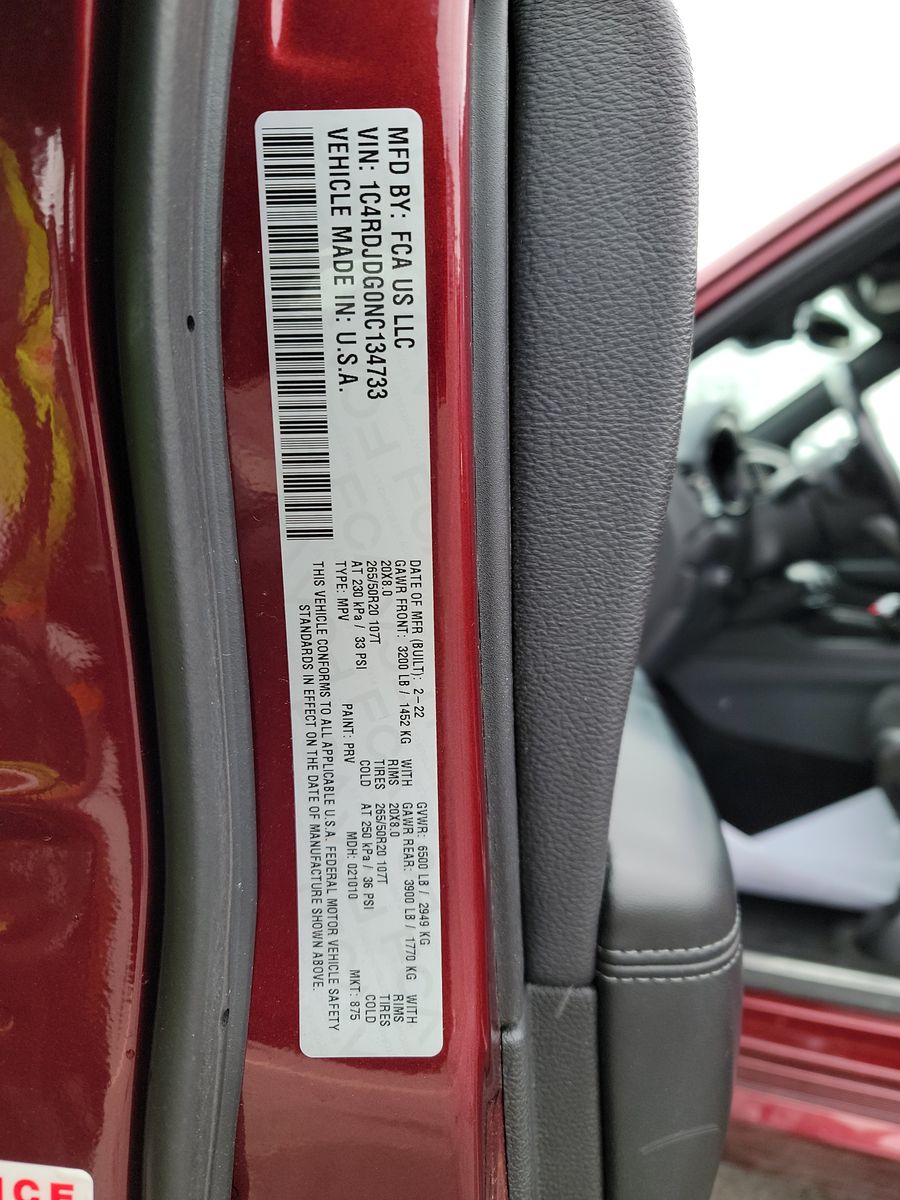 MFD BY: FCA US LLC
VIN: 1C4RDJDG0NC134733
VEHICLE MADE IN: U.S.A.
DATE OF MFR (BUILT): 2-22 GVWR: 6500 LB / 2949 KG
GAWR FRONT: 3200 LB / 1452 KG WITH GAWR REAR: 3900 LB / 1770 KG WITH
20X8.0 RIMS 20X8.0 RIMS
265/50R20 107T TIRES 265/50R20 107T TIRES
AT 230 kPa / 33 PSI COLD AT 250 kPa / 36 PSI COLD
TYPE: MPV PAINT: PRV MDH: 021010 MKT: 875
THIS VEHICLE CONFORMS TO ALL APPLICABLE U.S.A. FEDERAL MOTOR VEHICLE SAFETY
STANDARDS IN EFFECT ON THE DATE OF MANUFACTURE SHOWN ABOVE.